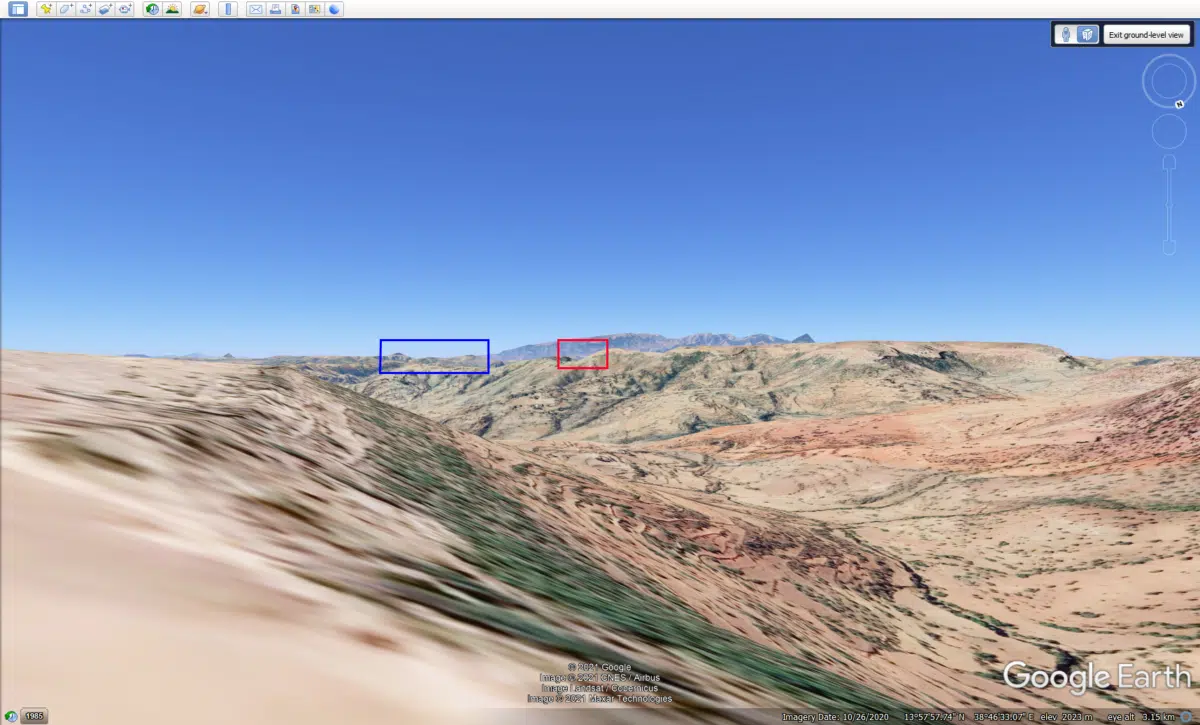 Exit ground-level view
N
© 2021 Google
Image © 2021 CNES / Airbus
Image Landsat / Copernicus
Image © 2021 Maxar Technologies
Google Earth
1985
Imagery Date: 10/26/2020 13°57'57.74" N 38°46'33.07" E elev 2023 m eye alt 3.15 km